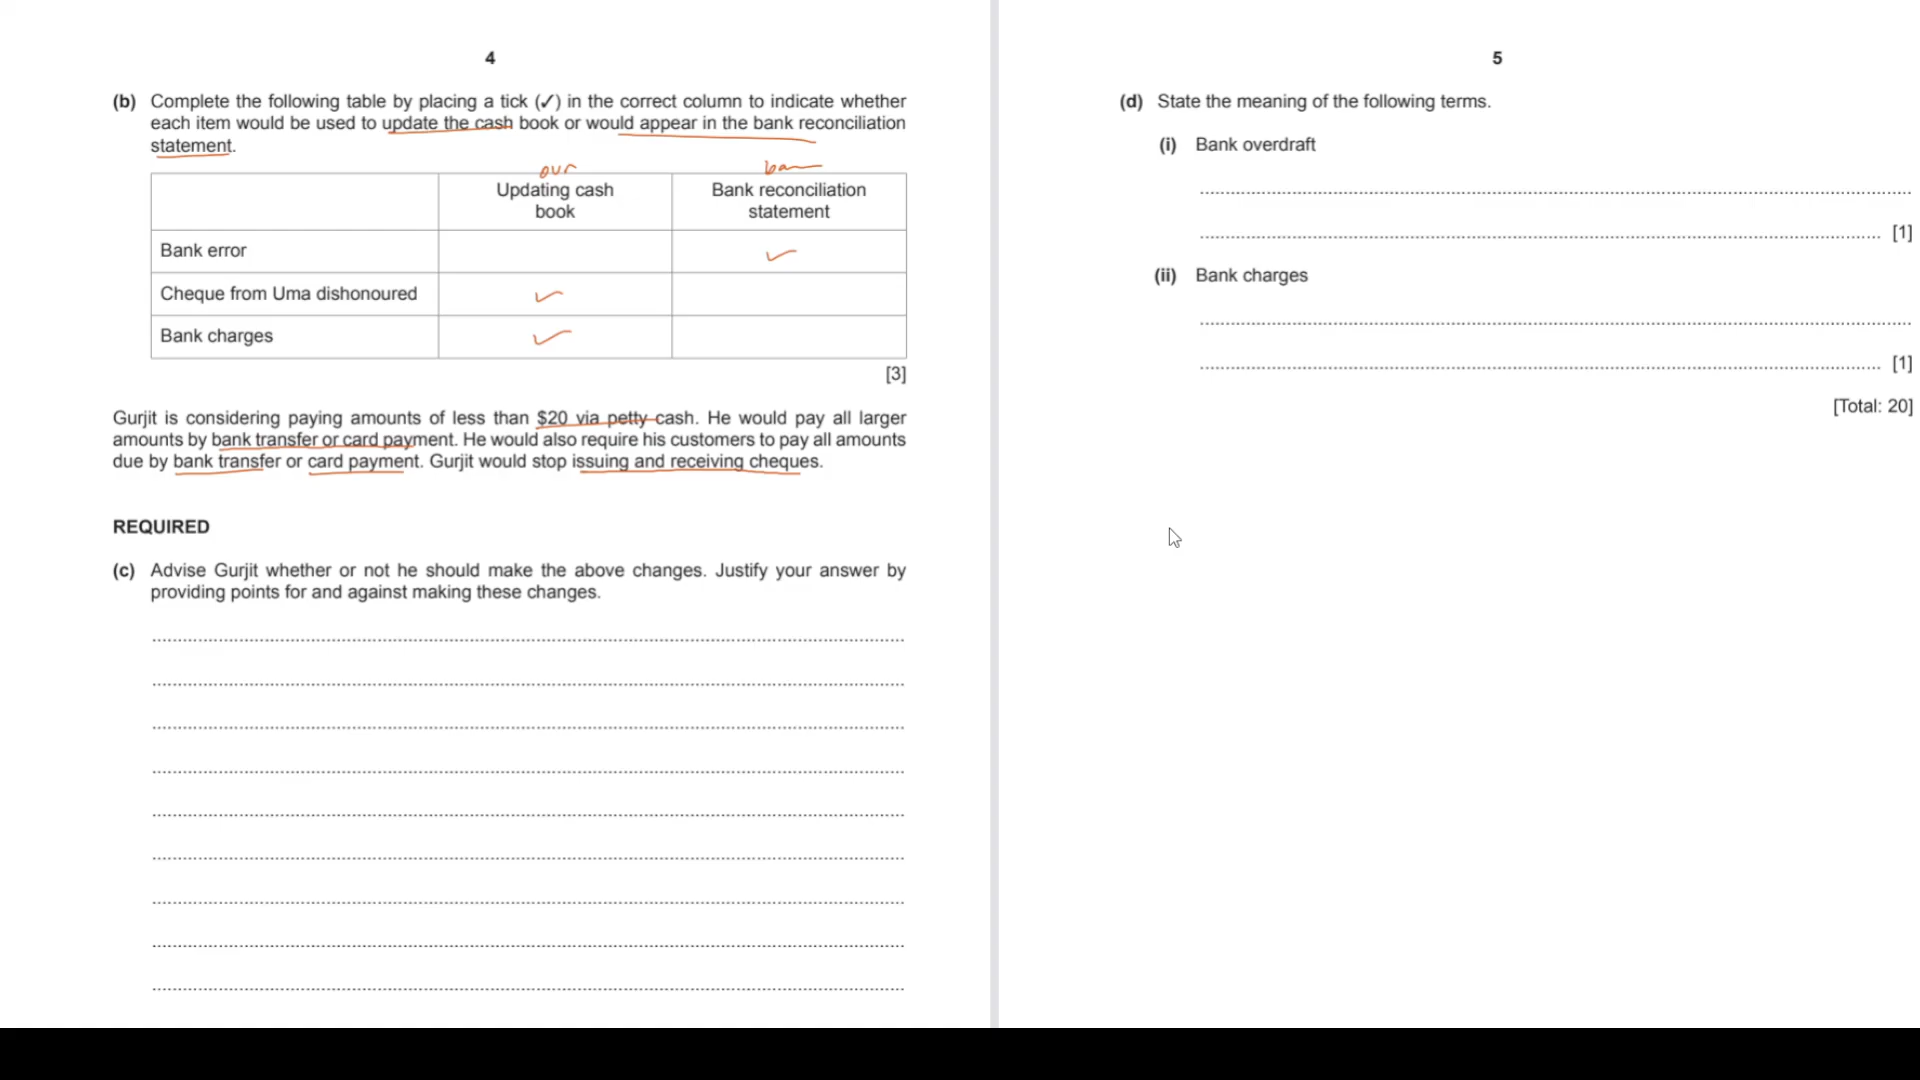 4
(b) Complete the following table by placing a tick (✓) in the correct column to indicate whether
each item would be used to update the cash book or would appear in the bank reconciliation
statement.
our
Updating cash
book
Bank reconciliation
statement
Bank error ✓
Cheque from Uma dishonoured ✓
Bank charges ✓
[3]
Gurjit is considering paying amounts of less than $20 via petty cash. He would pay all larger
amounts by bank transfer or card payment. He would also require his customers to pay all amounts
due by bank transfer or card payment. Gurjit would stop issuing and receiving cheques.
REQUIRED
(c) Advise Gurjit whether or not he should make the above changes. Justify your answer by
providing points for and against making these changes.
5
(d) State the meaning of the following terms.
(i) Bank overdraft
[1]
(ii) Bank charges
[1]
[Total: 20]